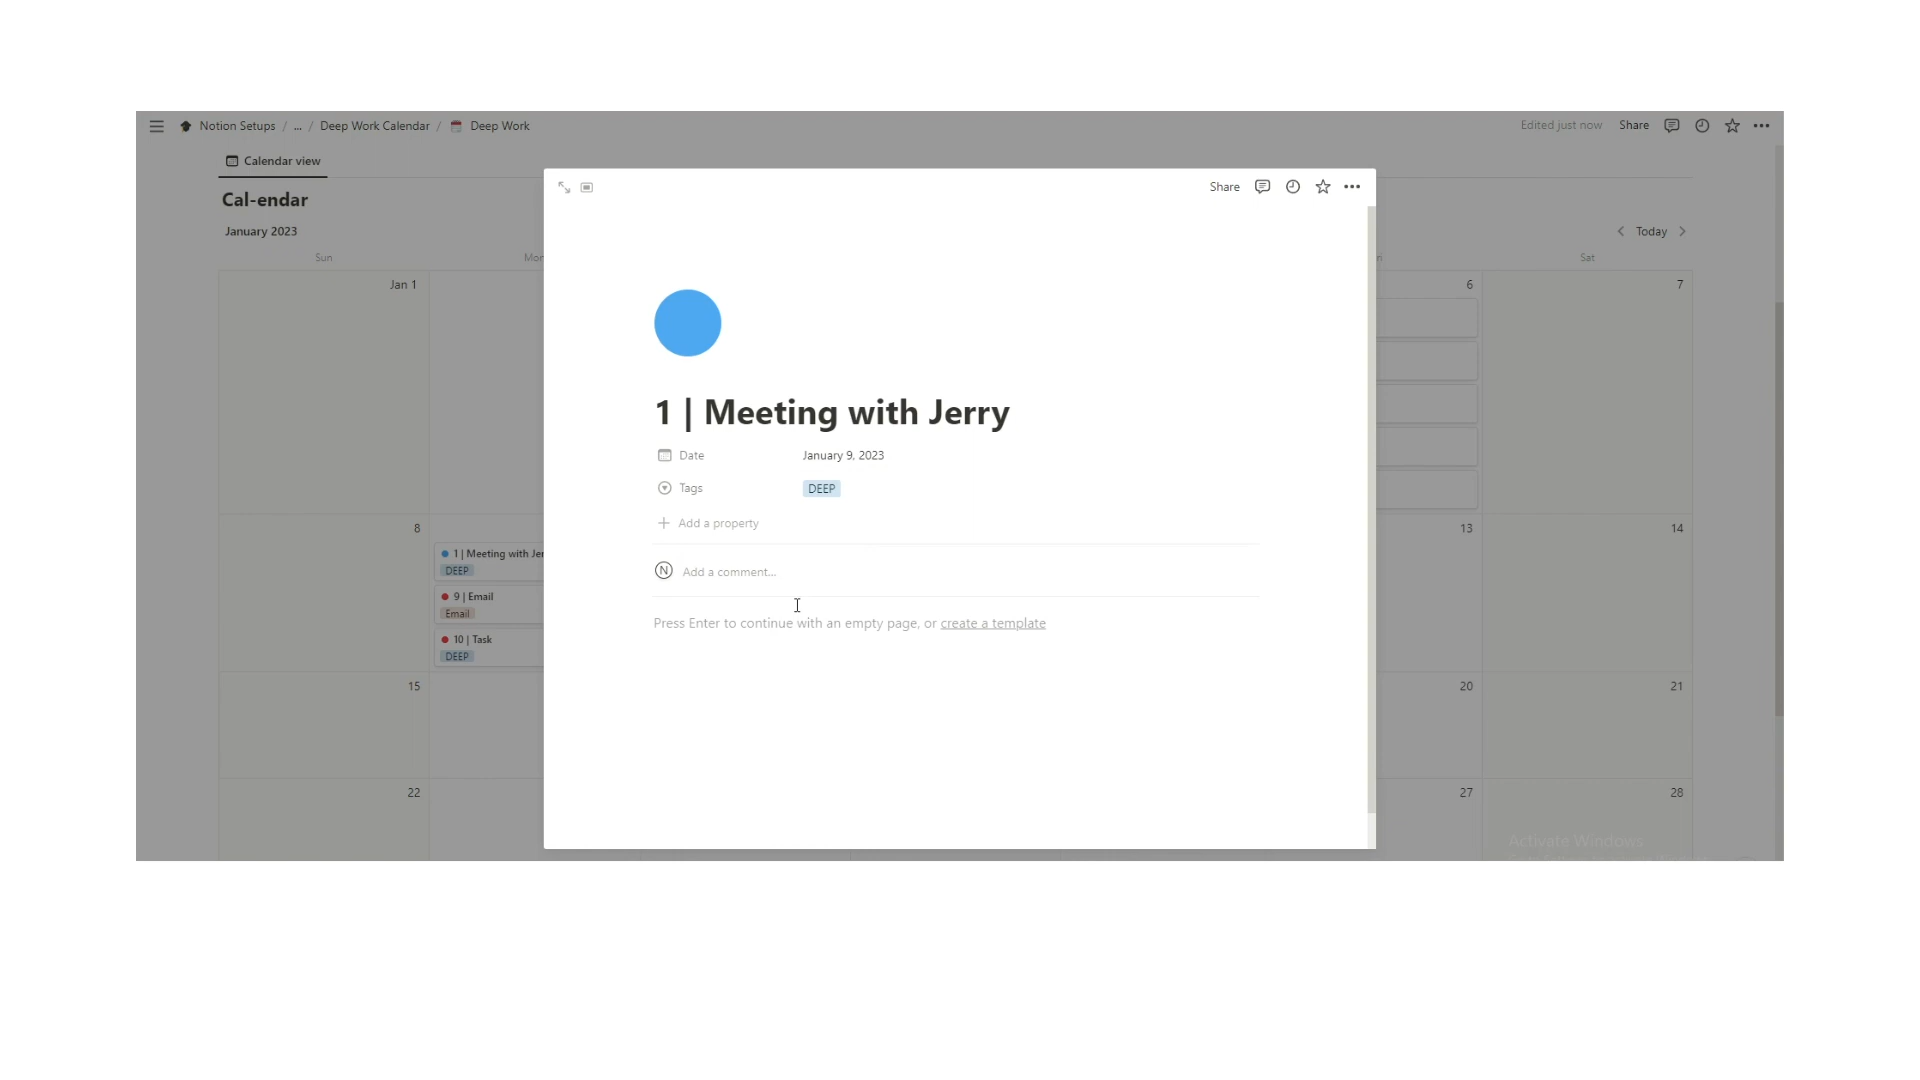 Notion Setups / ... / Deep Work Calendar / Deep Work
Edited just now Share
Calendar view
Cal-endar
January 2023
Today
Sun
Sat
Jan 1
6
7
8
1 | Meeting with
DEEP
9 | Email
Email
10 | Task
DEEP
13
14
15
20
21
22
27
28
Share
1 | Meeting with Jerry
Date January 9, 2023
Tags DEEP
Add a property
N Add a comment...
Press Enter to continue with an empty page, or create a template
Activate Windows